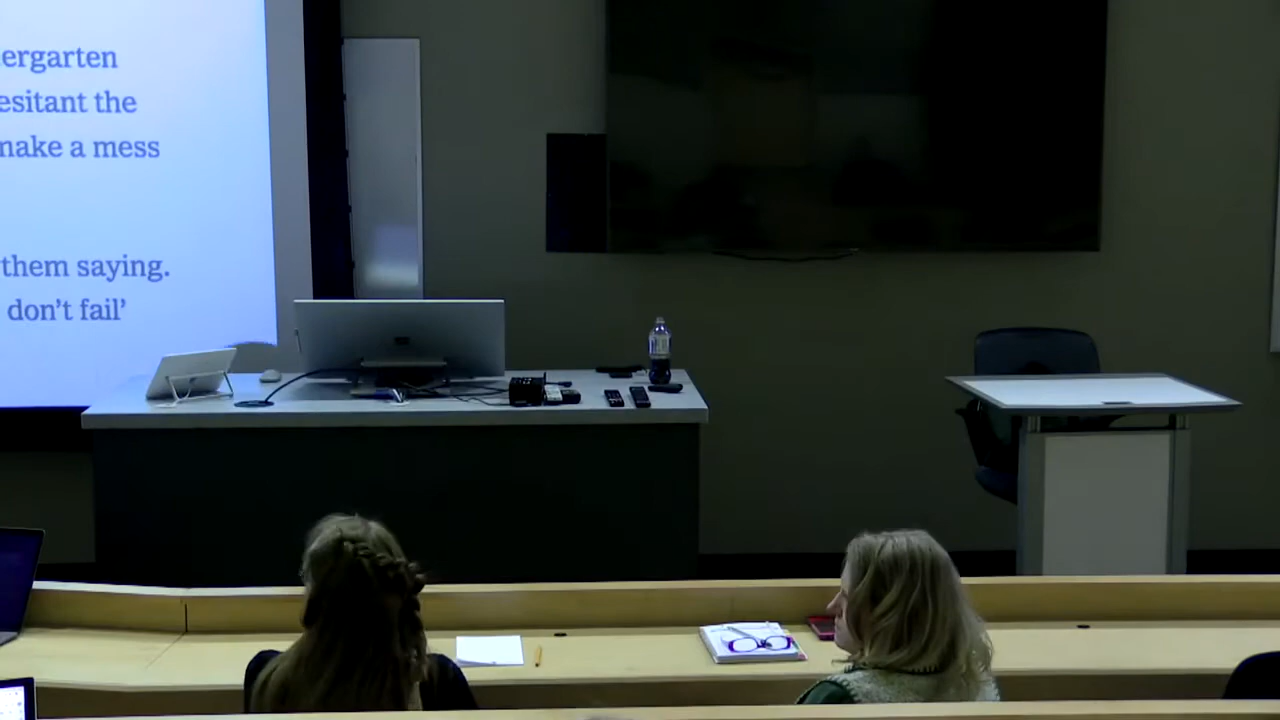 ergarten
esitant the
make a mess
them saying.
don't fail'